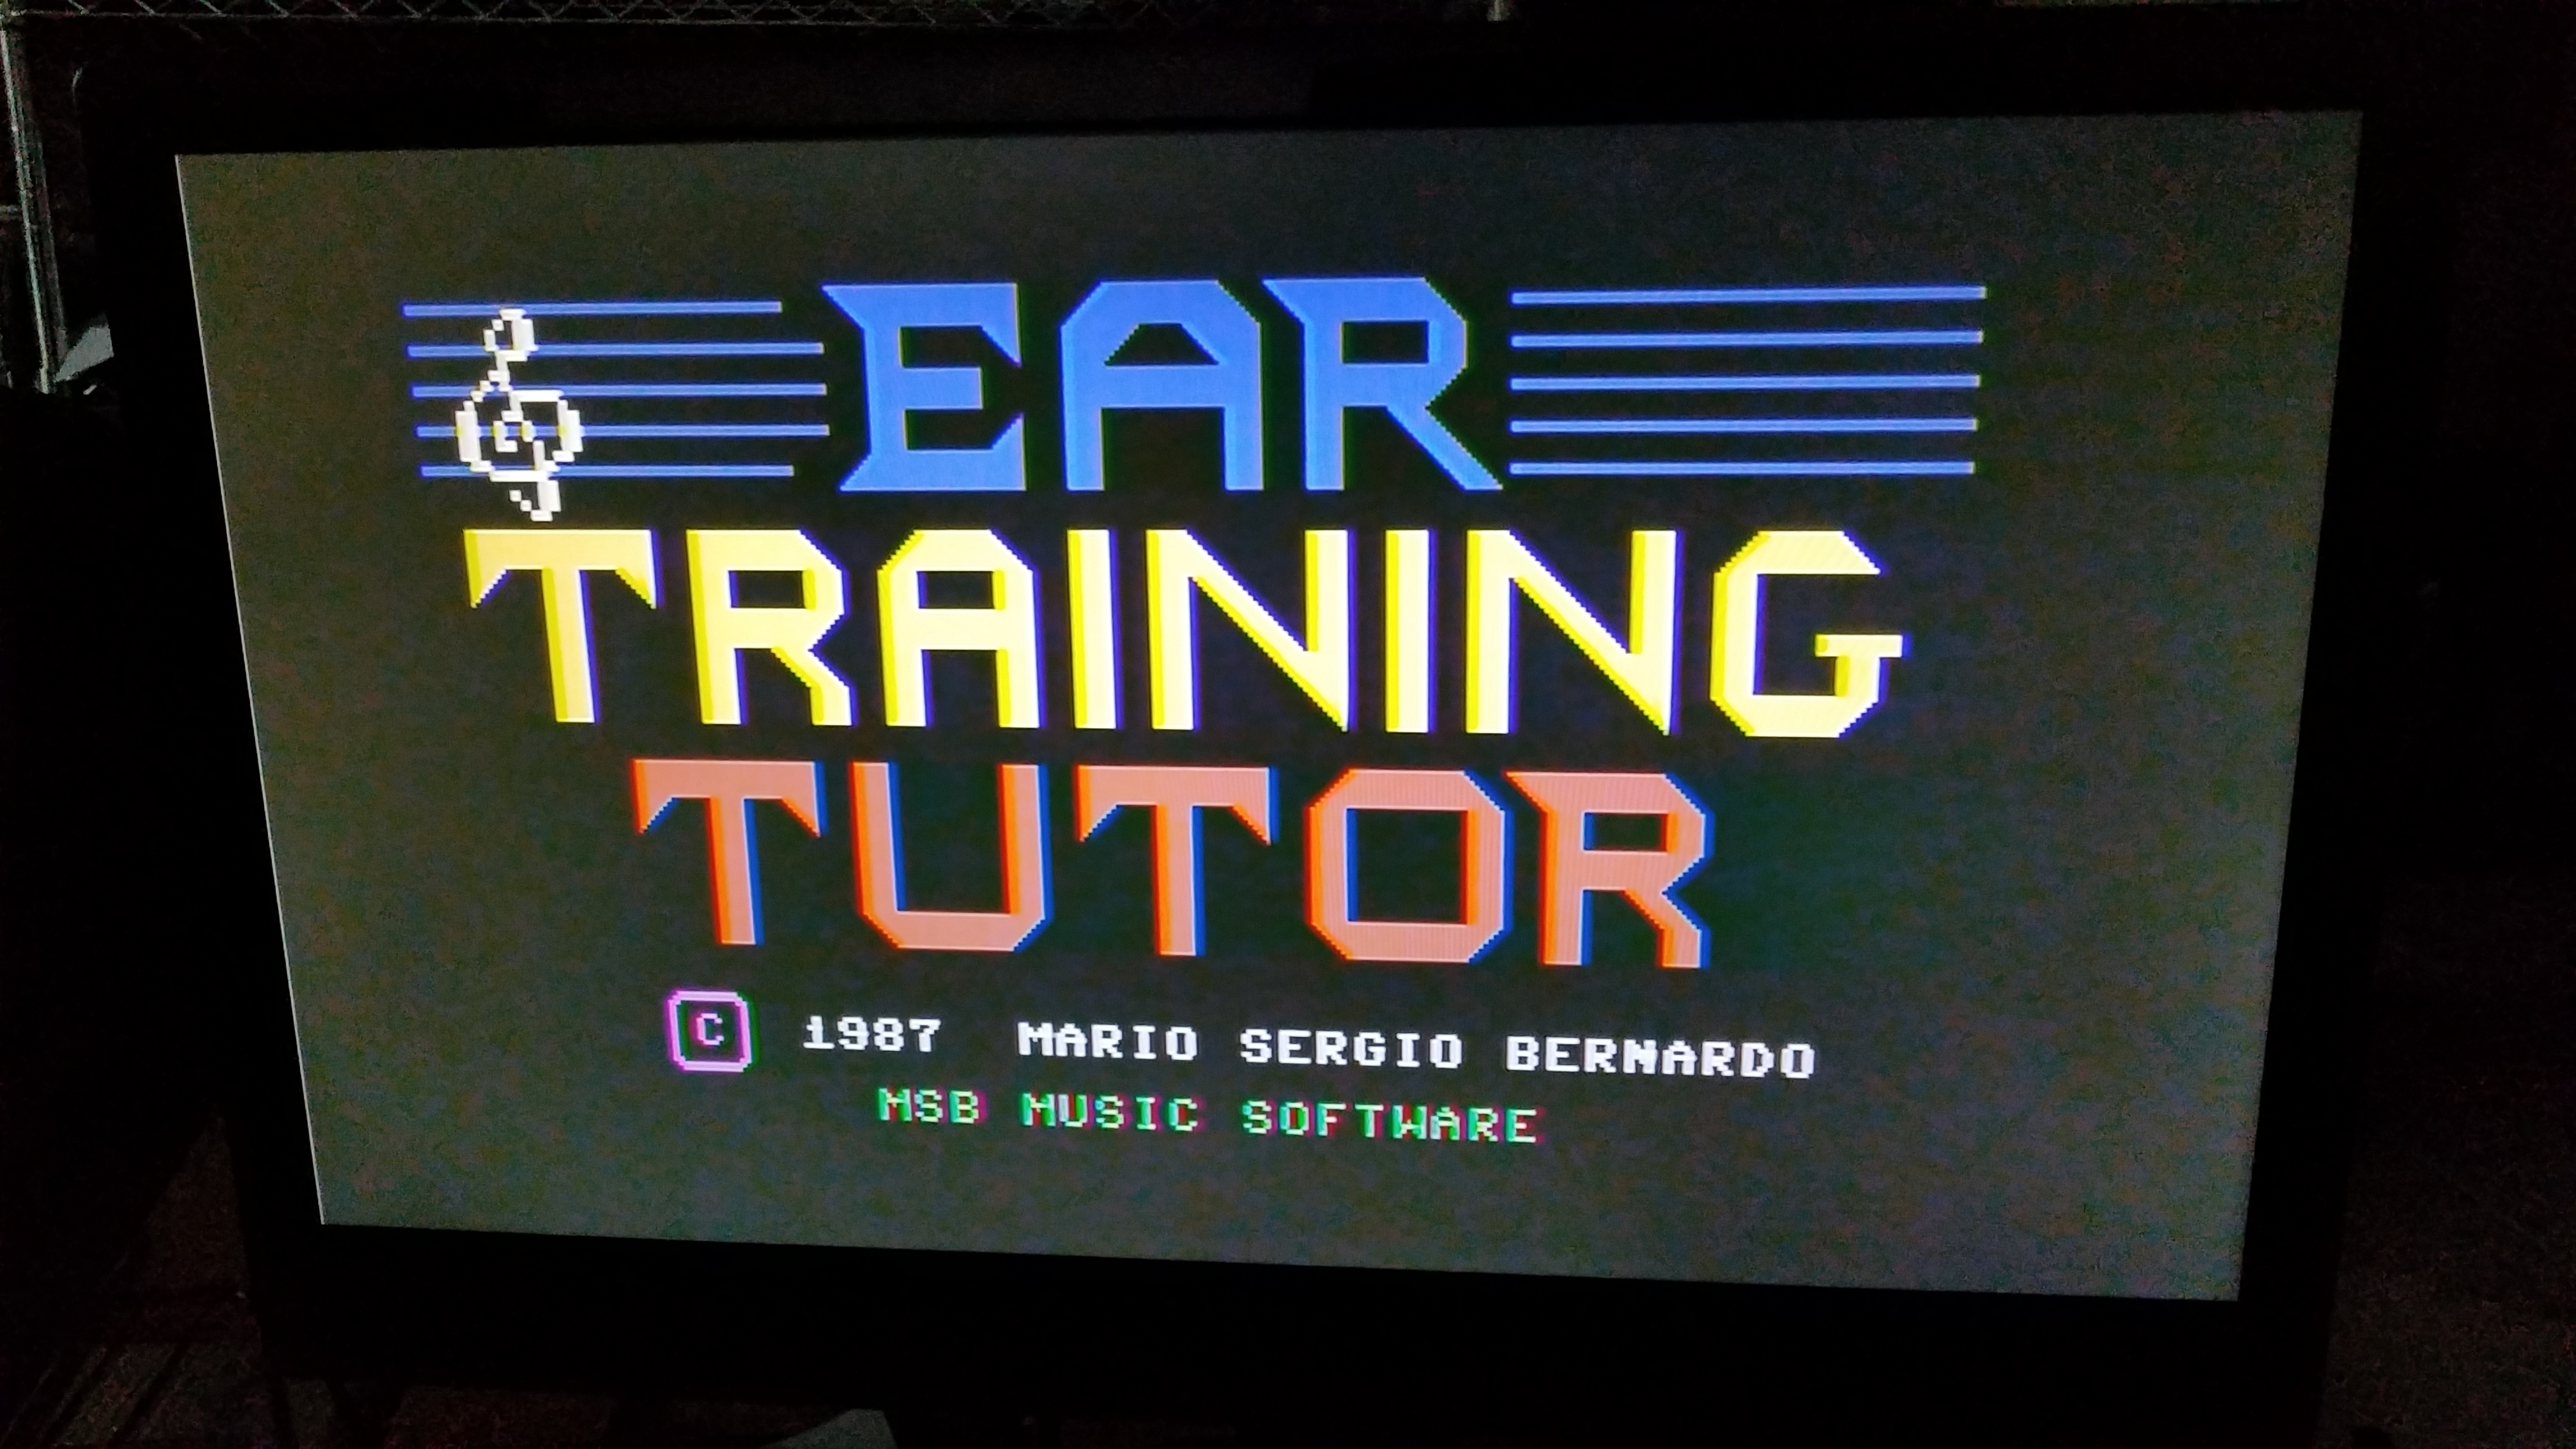 EAR
TRAINING
TUTOR
C 1987 MARIO SERGIO BERNARDO
MSB MUSIC SOFTWARE